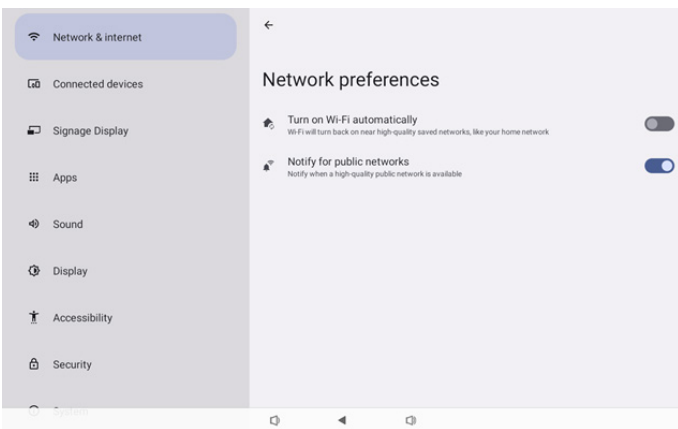 Network & internet
Connected devices
Signage Display
Apps
Sound
Display
Accessibility
Security
System
Network preferences
Turn on Wi-Fi automatically
Wi-Fi will turn back on near high-quality saved networks, like your home network
Notify for public networks
Notify when a high-quality public network is available